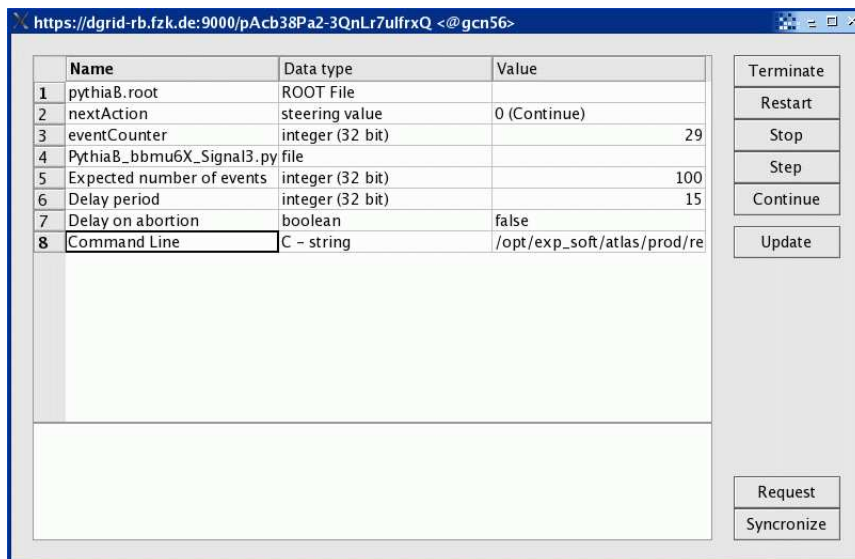 https://dgrid-rb.fzk.de:9000/pAcb38Pa2-3QnLr7ulfrxQ <@gcn56>
Name Data type Value
1 pythiaB.root ROOT File
2 nextAction steering value 0 (Continue)
3 eventCounter integer (32 bit) 29
4 PythiaB_bbmu6X_Signal3.py file
5 Expected number of events integer (32 bit) 100
6 Delay period integer (32 bit) 15
7 Delay on abortion boolean false
8 Command Line C – string /opt/exp_soft/atlas/prod/re
Terminate
Restart
Stop
Step
Continue
Update
Request
Syncronize